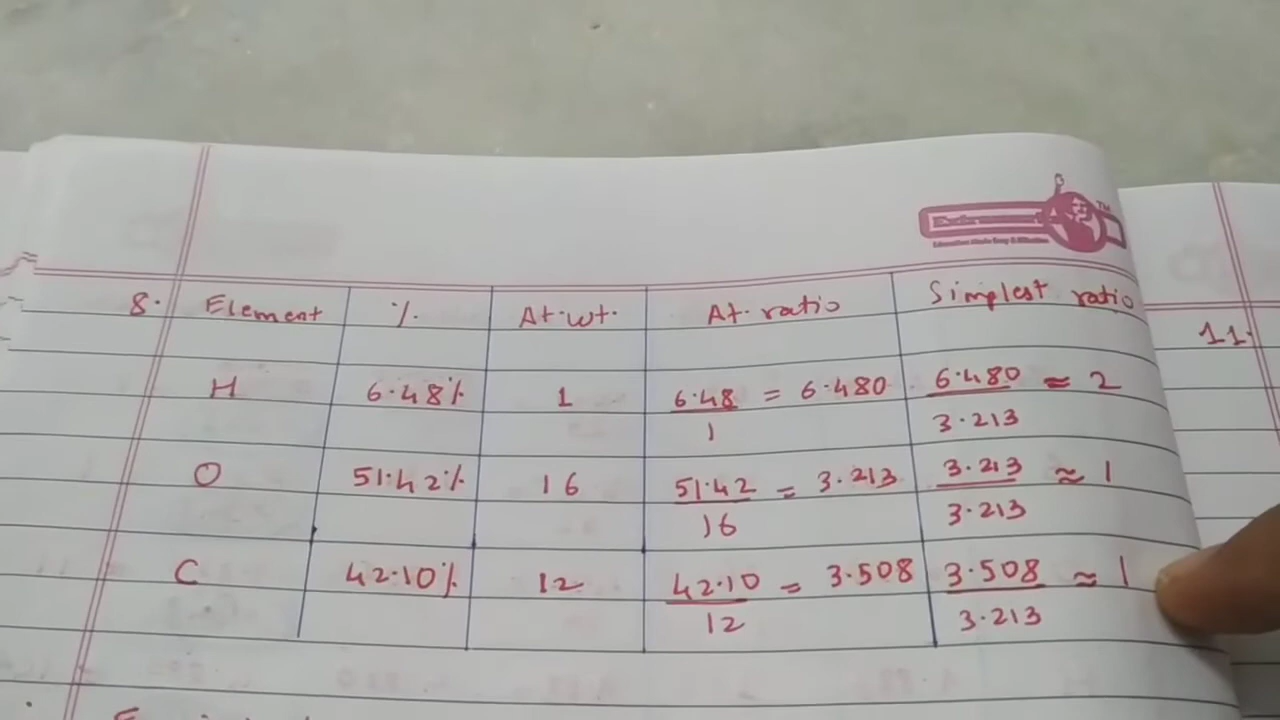 8. Element % At.wt. At. ratio Simplest ratio
11.
H 6.48% 1 6.48/1 = 6.480 6.480/3.213 ≈ 2
O 51.42% 16 51.42/16 = 3.213 3.213/3.213 ≈ 1
C 42.10% 12 42.10/12 = 3.508 3.508/3.213 ≈ 1